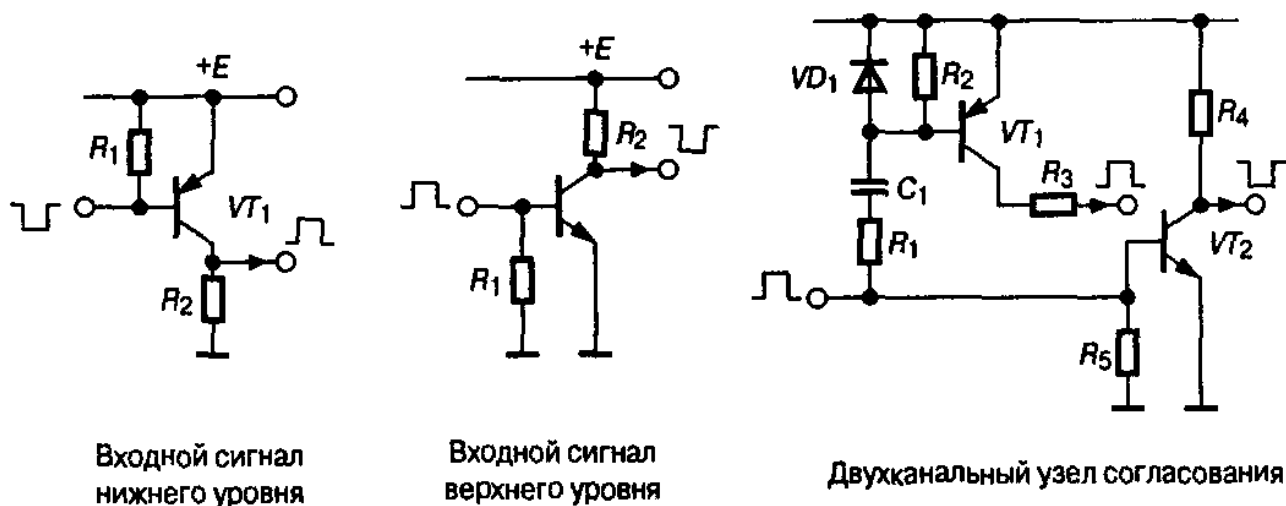 +E
R1
VT1
R2
Входной сигнал
нижнего уровня
+E
R2
R1
Входной сигнал
верхнего уровня
VD1
R2
VT1
R4
C1
R3
R1
VT2
R5
Двухканальный узел согласования